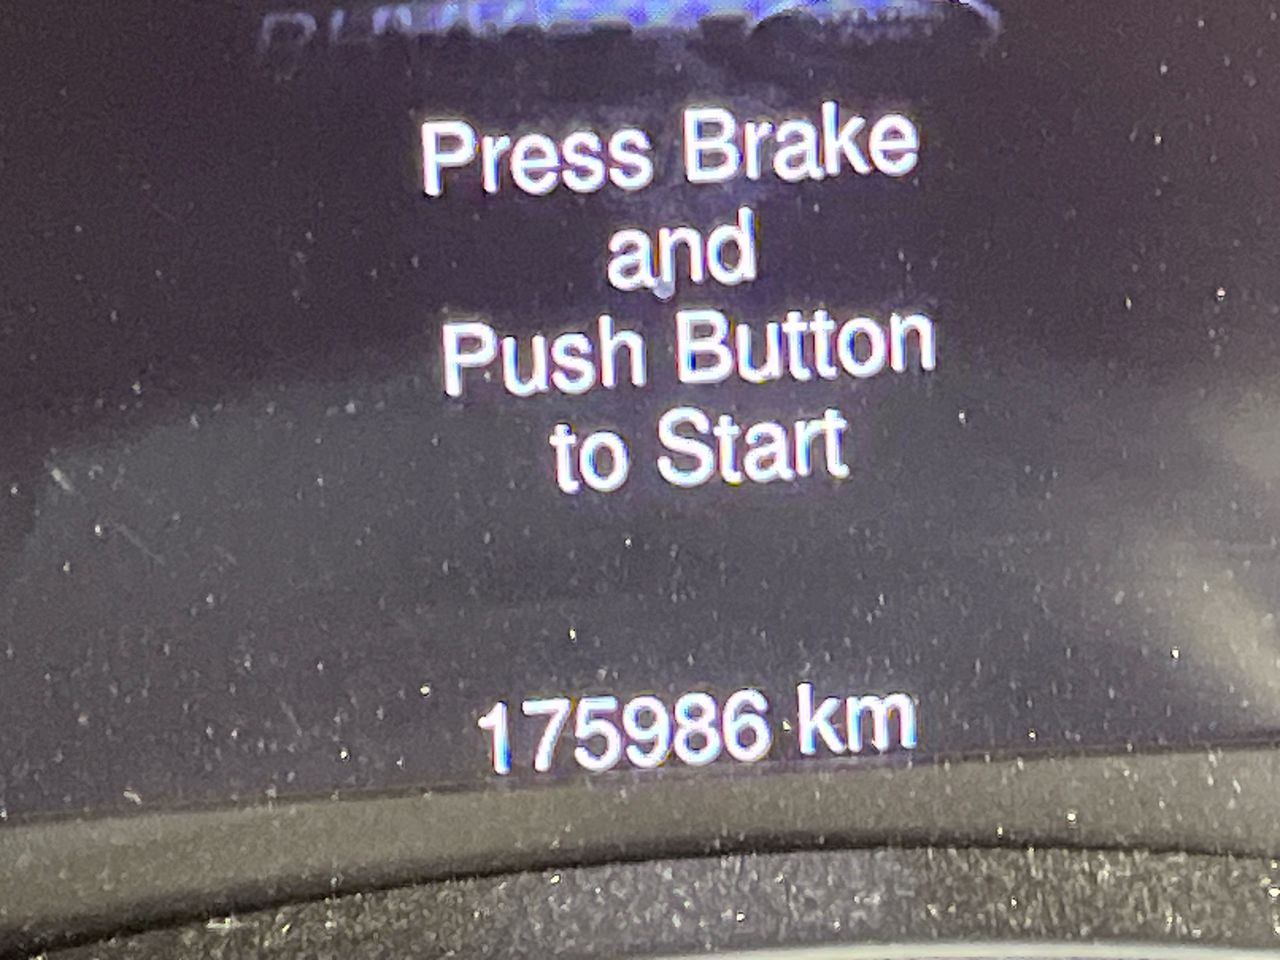 Press Brake
and
Push Button
to Start
175986 km